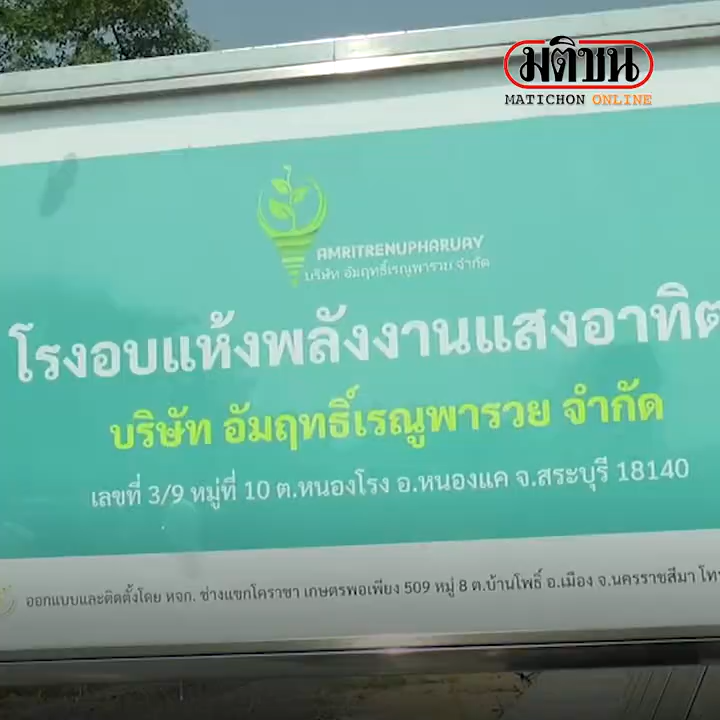 มติชน
MATICHON ONLINE
AMRITRENUPHARUAY
บริษัท อัมฤทธิ์เรณูพารวย จำกัด
โรงอบแห้งพลังงานแสงอาทิต
บริษัท อัมฤทธิ์เรณูพารวย จำกัด
เลขที่ 3/9 หมู่ที่ 10 ต.หนองโรง อ.หนองแค จ.สระบุรี 18140
ออกแบบและติดตั้งโดย หจก. ช่างแขกโคราชา เกษตรพอเพียง 509 หมู่ 8 ต.บ้านโพธิ์ อ.เมือง จ.นครราชสีมา